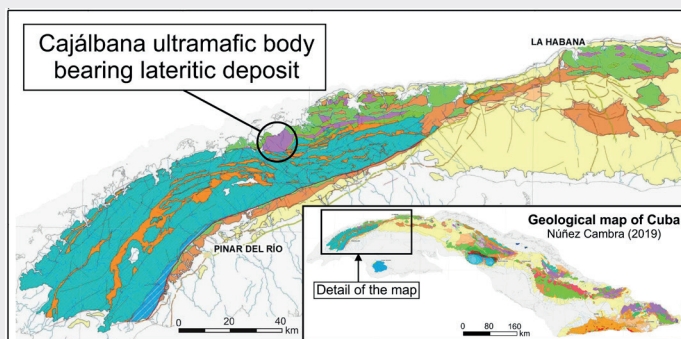 Cajálbana ultramafic body
bearing lateritic deposit
LA HABANA
PINAR DEL RÍO
0 20 40
km
Geological map of Cuba
Núñez Cambra (2019)
Detail of the map
0 80 160
km